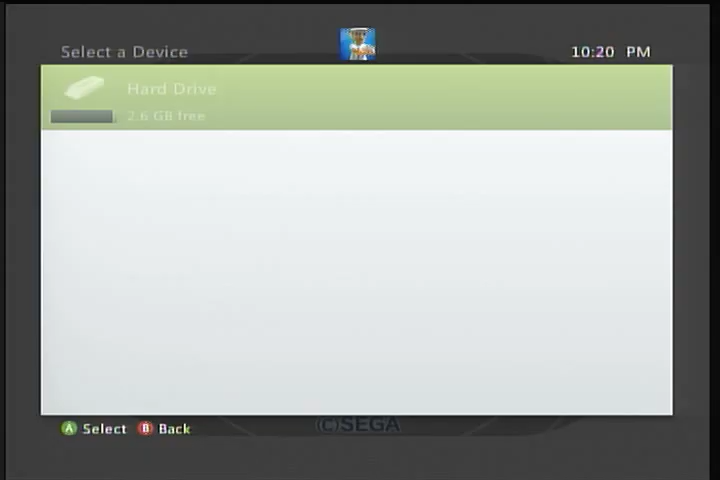 Select a Device
10:20 PM
Hard Drive
2.6 GB free
A Select B Back
(C)SEGA